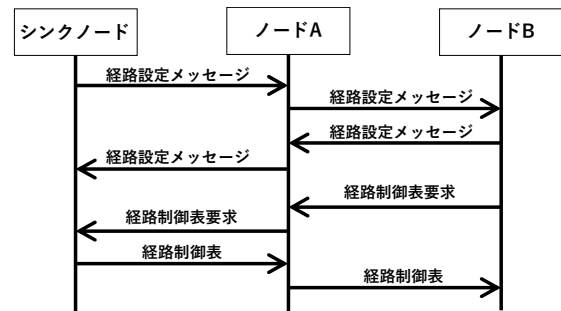 シンクノード
ノードA
ノードB
経路設定メッセージ
経路設定メッセージ
経路設定メッセージ
経路設定メッセージ
経路制御表要求
経路制御表要求
経路制御表
経路制御表